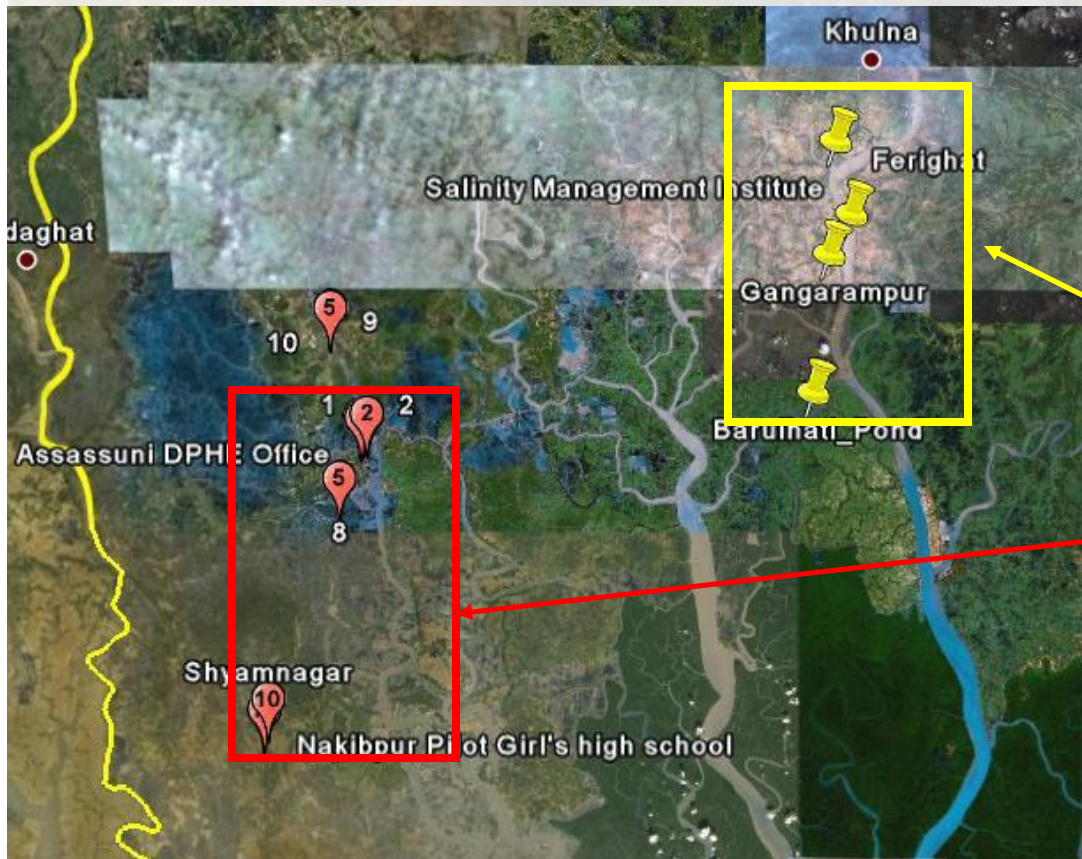 Khulna
Ferighat
Salinity Management Institute
daghat
Gangarampur
5
9
10
1
2
2
Barulhati_Pond
Assassuni DPHE Office
5
8
Shyamnagar
10
Nakibpur Pilot Girl's high school